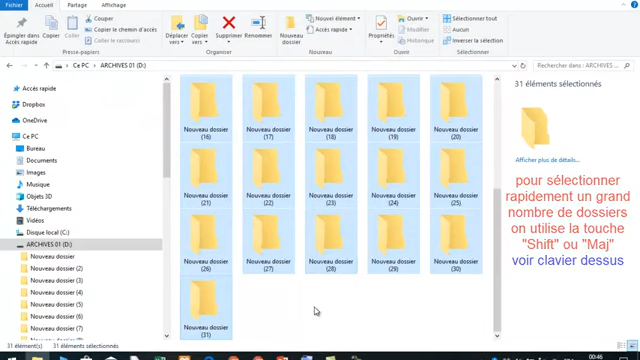 Fichier
Accueil
Partage
Affichage
Épingler dans
Accès rapide
Copier
Coller
Couper
Copier le chemin d'accès
Coller le raccourci
Presse-papiers
Déplacer
vers
Copier
vers
Supprimer
Renommer
Organiser
Nouveau
dossier
Nouvel élément
Accès rapide
Nouveau
Propriétés
Ouvrir
Modifier
Historique
Ouvrir
Sélectionner tout
Aucun
Inverser la sélection
Sélectionner
Ce PC > ARCHIVES 01 (D:)
Rechercher dans : ARCHIVES ...
Accès rapide
Dropbox
OneDrive
Ce PC
Bureau
Documents
Images
Musique
Objets 3D
Téléchargements
Vidéos
Disque local (C:)
ARCHIVES 01 (D:)
Nouveau dossier
Nouveau dossier (2)
Nouveau dossier (3)
Nouveau dossier (4)
Nouveau dossier (5)
Nouveau dossier (6)
Nouveau dossier (7)
Nouveau dossier
(16)
Nouveau dossier
(17)
Nouveau dossier
(18)
Nouveau dossier
(19)
Nouveau dossier
(20)
Nouveau dossier
(21)
Nouveau dossier
(22)
Nouveau dossier
(23)
Nouveau dossier
(24)
Nouveau dossier
(25)
Nouveau dossier
(26)
Nouveau dossier
(27)
Nouveau dossier
(28)
Nouveau dossier
(29)
Nouveau dossier
(30)
Nouveau dossier
(31)
31 éléments sélectionnés
Afficher plus de détails...
pour sélectionner
rapidement un grand
nombre de dossiers
on utilise la touche
"Shift" ou "Maj"
voir clavier dessus
31 élément(s)
31 éléments sélectionnés
00:45